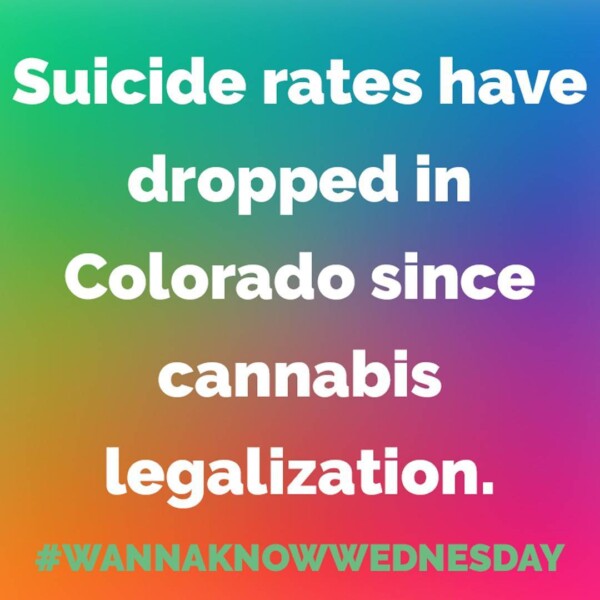 Suicide rates have
dropped in
Colorado since
cannabis
legalization.
#WANNAKNOWWEDNESDAY